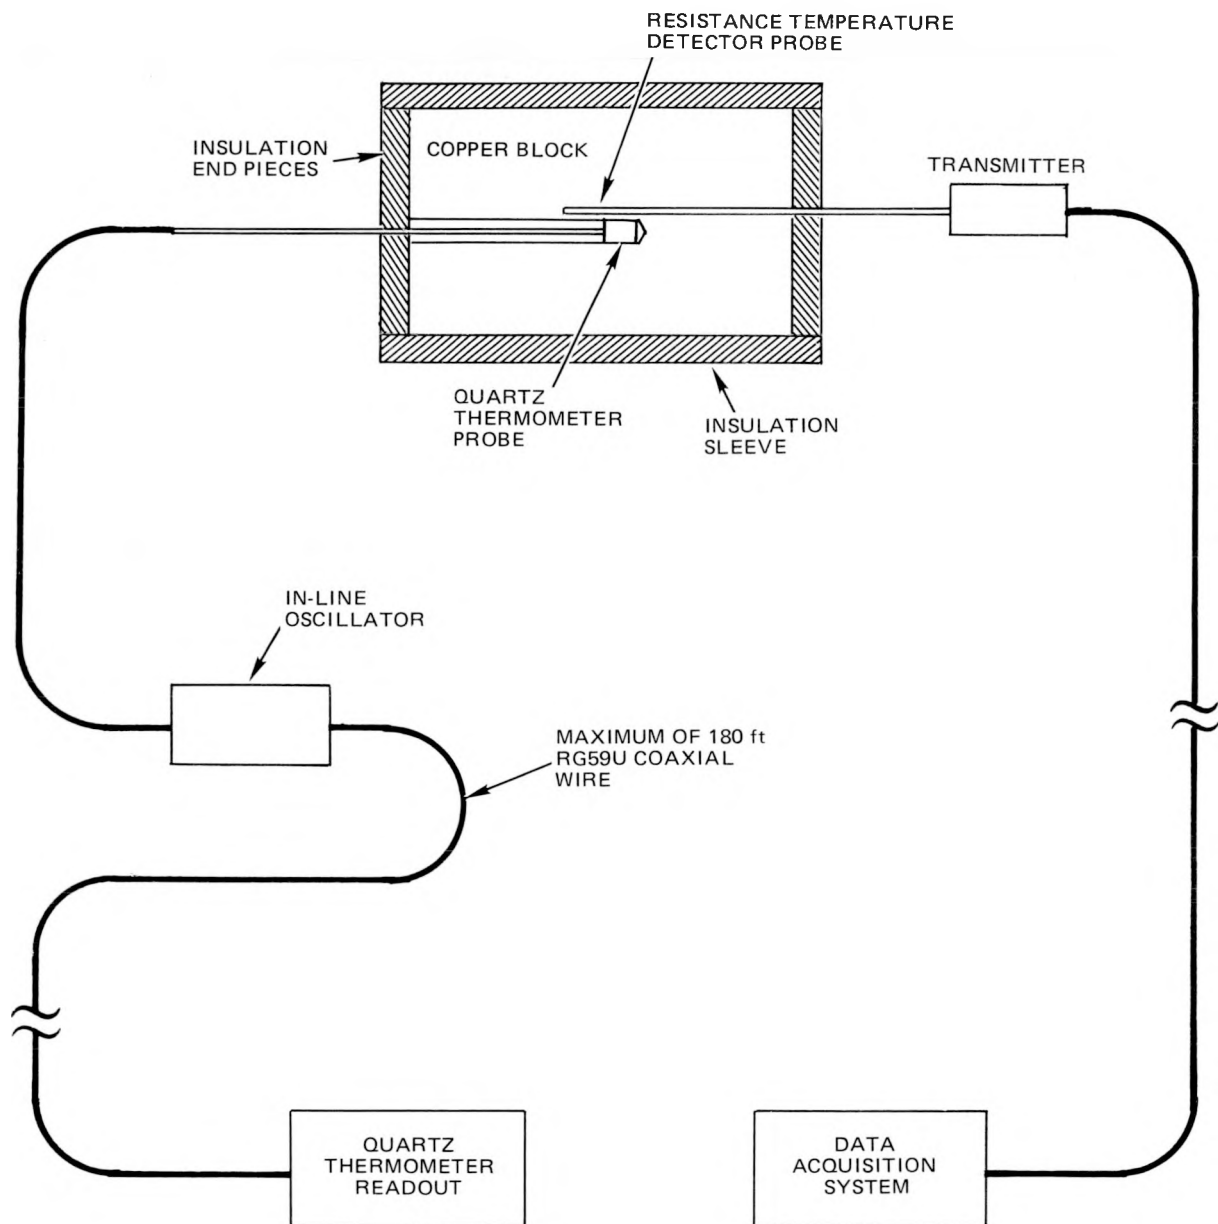 RESISTANCE TEMPERATURE
DETECTOR PROBE
INSULATION
END PIECES
COPPER BLOCK
TRANSMITTER
QUARTZ
THERMOMETER
PROBE
INSULATION
SLEEVE
IN-LINE
OSCILLATOR
MAXIMUM OF 180 ft
RG59U COAXIAL
WIRE
QUARTZ
THERMOMETER
READOUT
DATA
ACQUISITION
SYSTEM